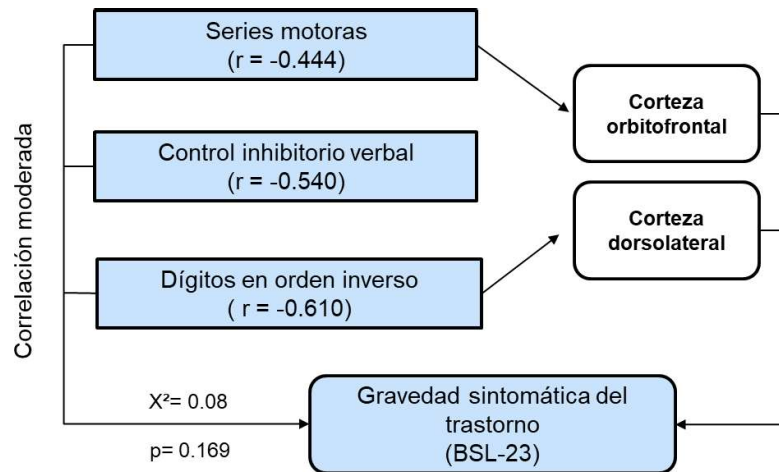 Series motoras
(r = -0.444)
Corteza
orbitofrontal
Control inhibitorio verbal
(r = -0.540)
Corteza
dorsolateral
Dígitos en orden inverso
( r = -0.610)
Correlación moderada
X²= 0.08
p= 0.169
Gravedad sintomática del
trastorno
(BSL-23)